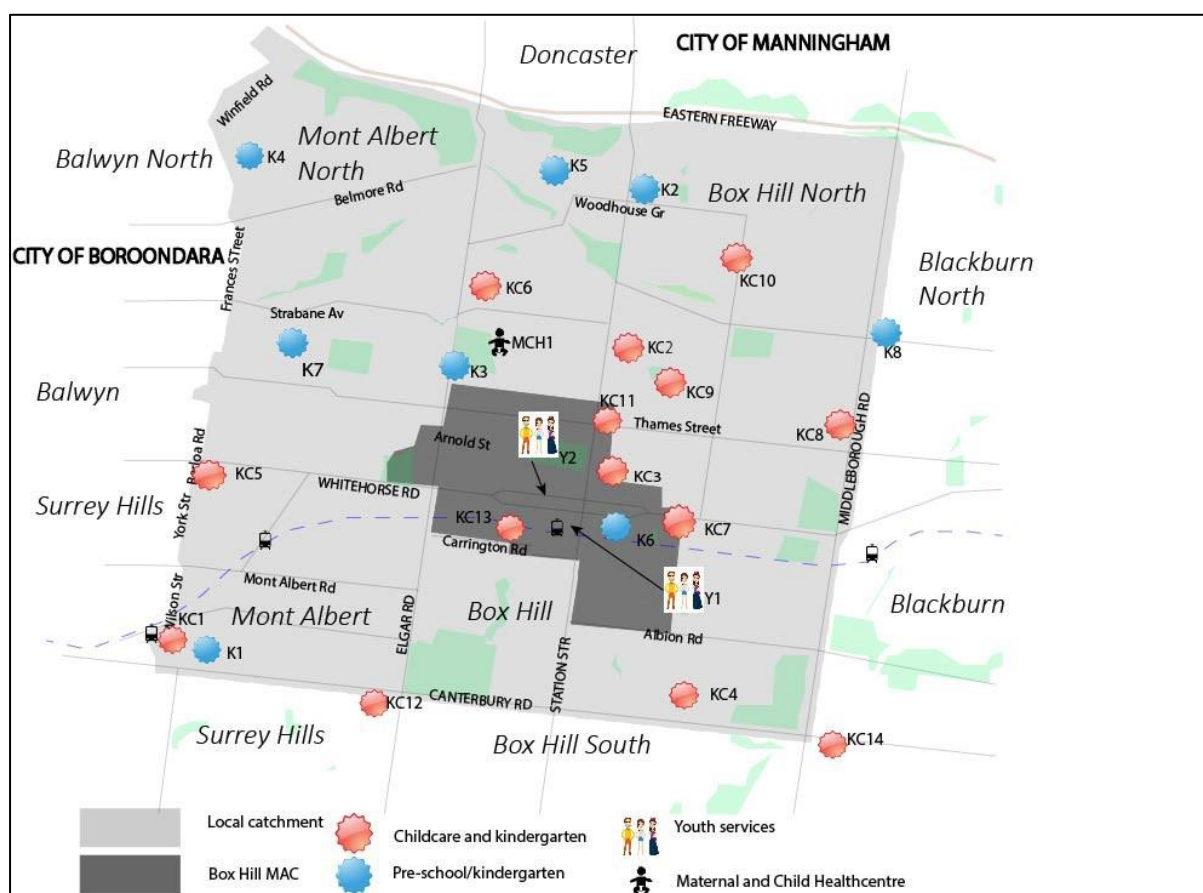 CITY OF MANNINGHAM
Doncaster
Winfield Rd
EASTERN FREEWAY
Mont Albert
North
Balwyn North
K4
K5
K2
Box Hill North
Belmore Rd
Woodhouse Gr
CITY OF BOROONDARA
Frances STreet
KC10
Blackburn
North
KC6
Strabane Av
MCH1
KC2
K8
K7
K3
KC9
Balwyn
KC11
Thames Street
KC8
MIDDLEBOROUGH RD
Arnold St
Y2
KC5
KC3
WHITEHORSE RD
Surrey Hills
York Str
KC13
KC7
K6
Carrington Rd
Mont Albert Rd
Y1
Blackburn
Wilson Str
KC1
Mont Albert
Box Hill
Albion Rd
ELGAR RD
K1
STATION STR
KC4
KC12
CANTERBURY RD
Surrey Hills
Box Hill South
KC14
Local catchment
Childcare and kindergarten
Youth services
Box Hill MAC
Pre-school/kindergarten
Maternal and Child Healthcentre